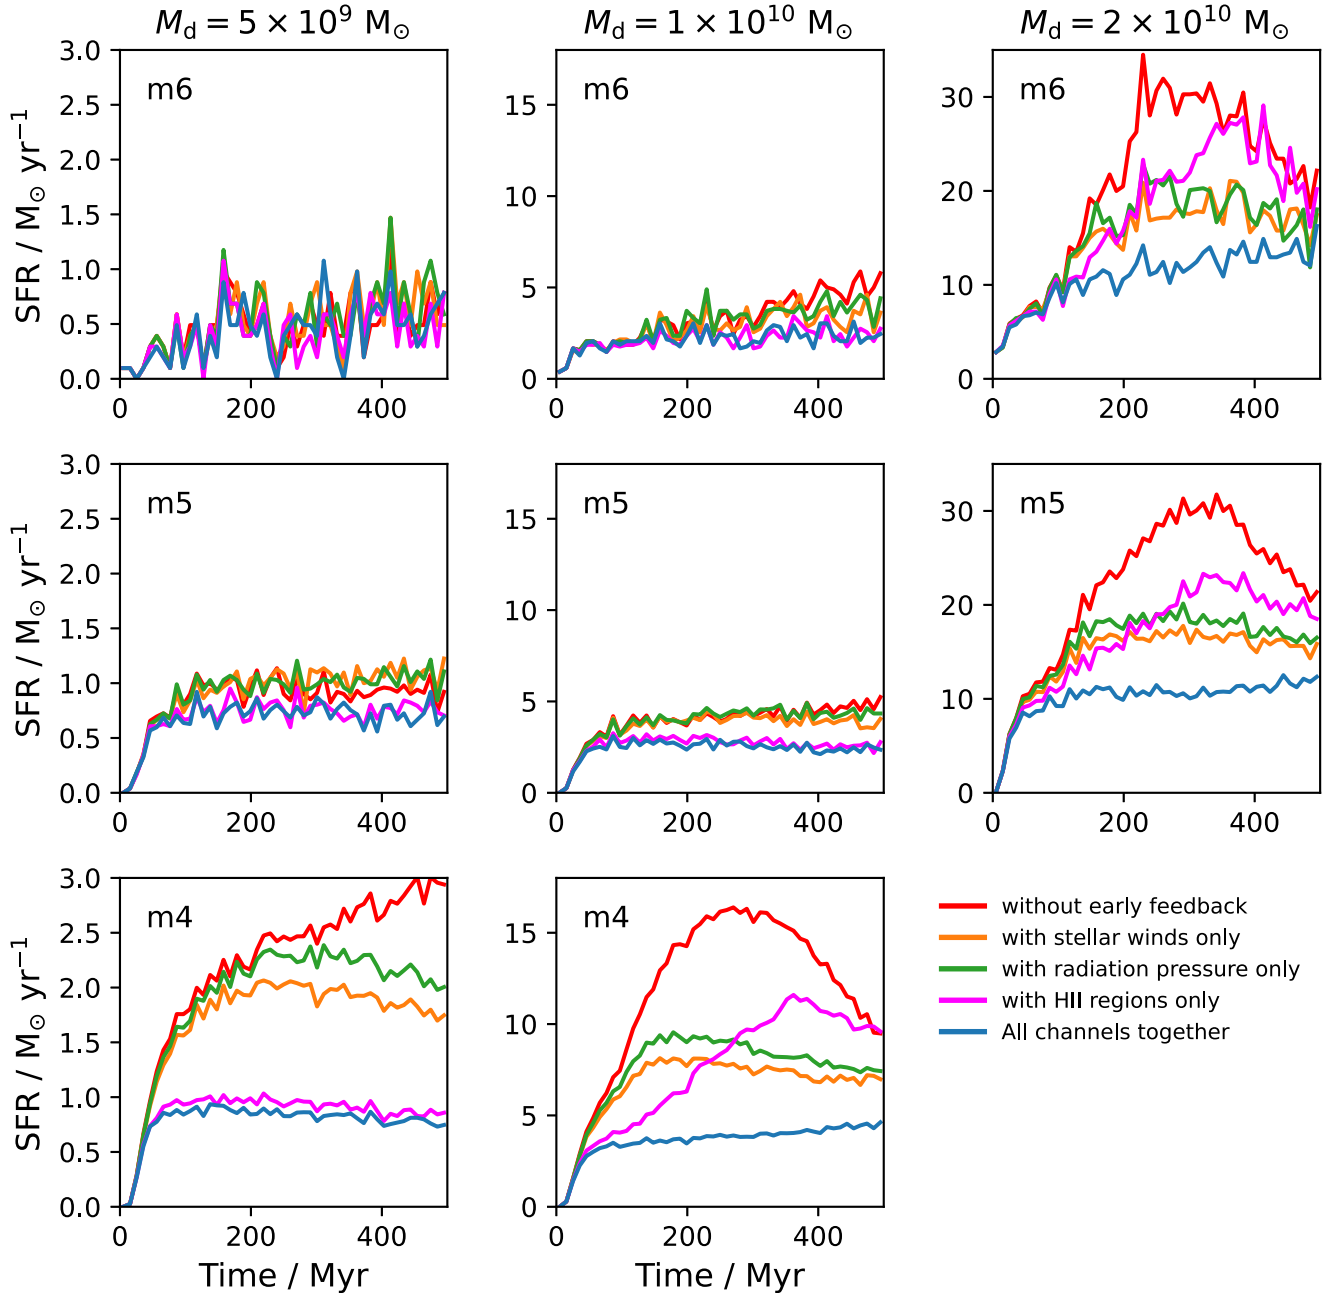 M_d = 5 × 10^9 M_⊙
M_d = 1 × 10^10 M_⊙
M_d = 2 × 10^10 M_⊙
SFR / M_⊙ yr^−1
m6
3.0
2.5
2.0
1.5
1.0
0.5
0.0
0 200 400
m6
15
10
5
0
0 200 400
m6
30
20
10
0
0 200 400
SFR / M_⊙ yr^−1
m5
3.0
2.5
2.0
1.5
1.0
0.5
0.0
0 200 400
m5
15
10
5
0
0 200 400
m5
30
20
10
0
0 200 400
SFR / M_⊙ yr^−1
m4
3.0
2.5
2.0
1.5
1.0
0.5
0.0
0 200 400
Time / Myr
m4
15
10
5
0
0 200 400
Time / Myr
without early feedback
with stellar winds only
with radiation pressure only
with HII regions only
All channels together